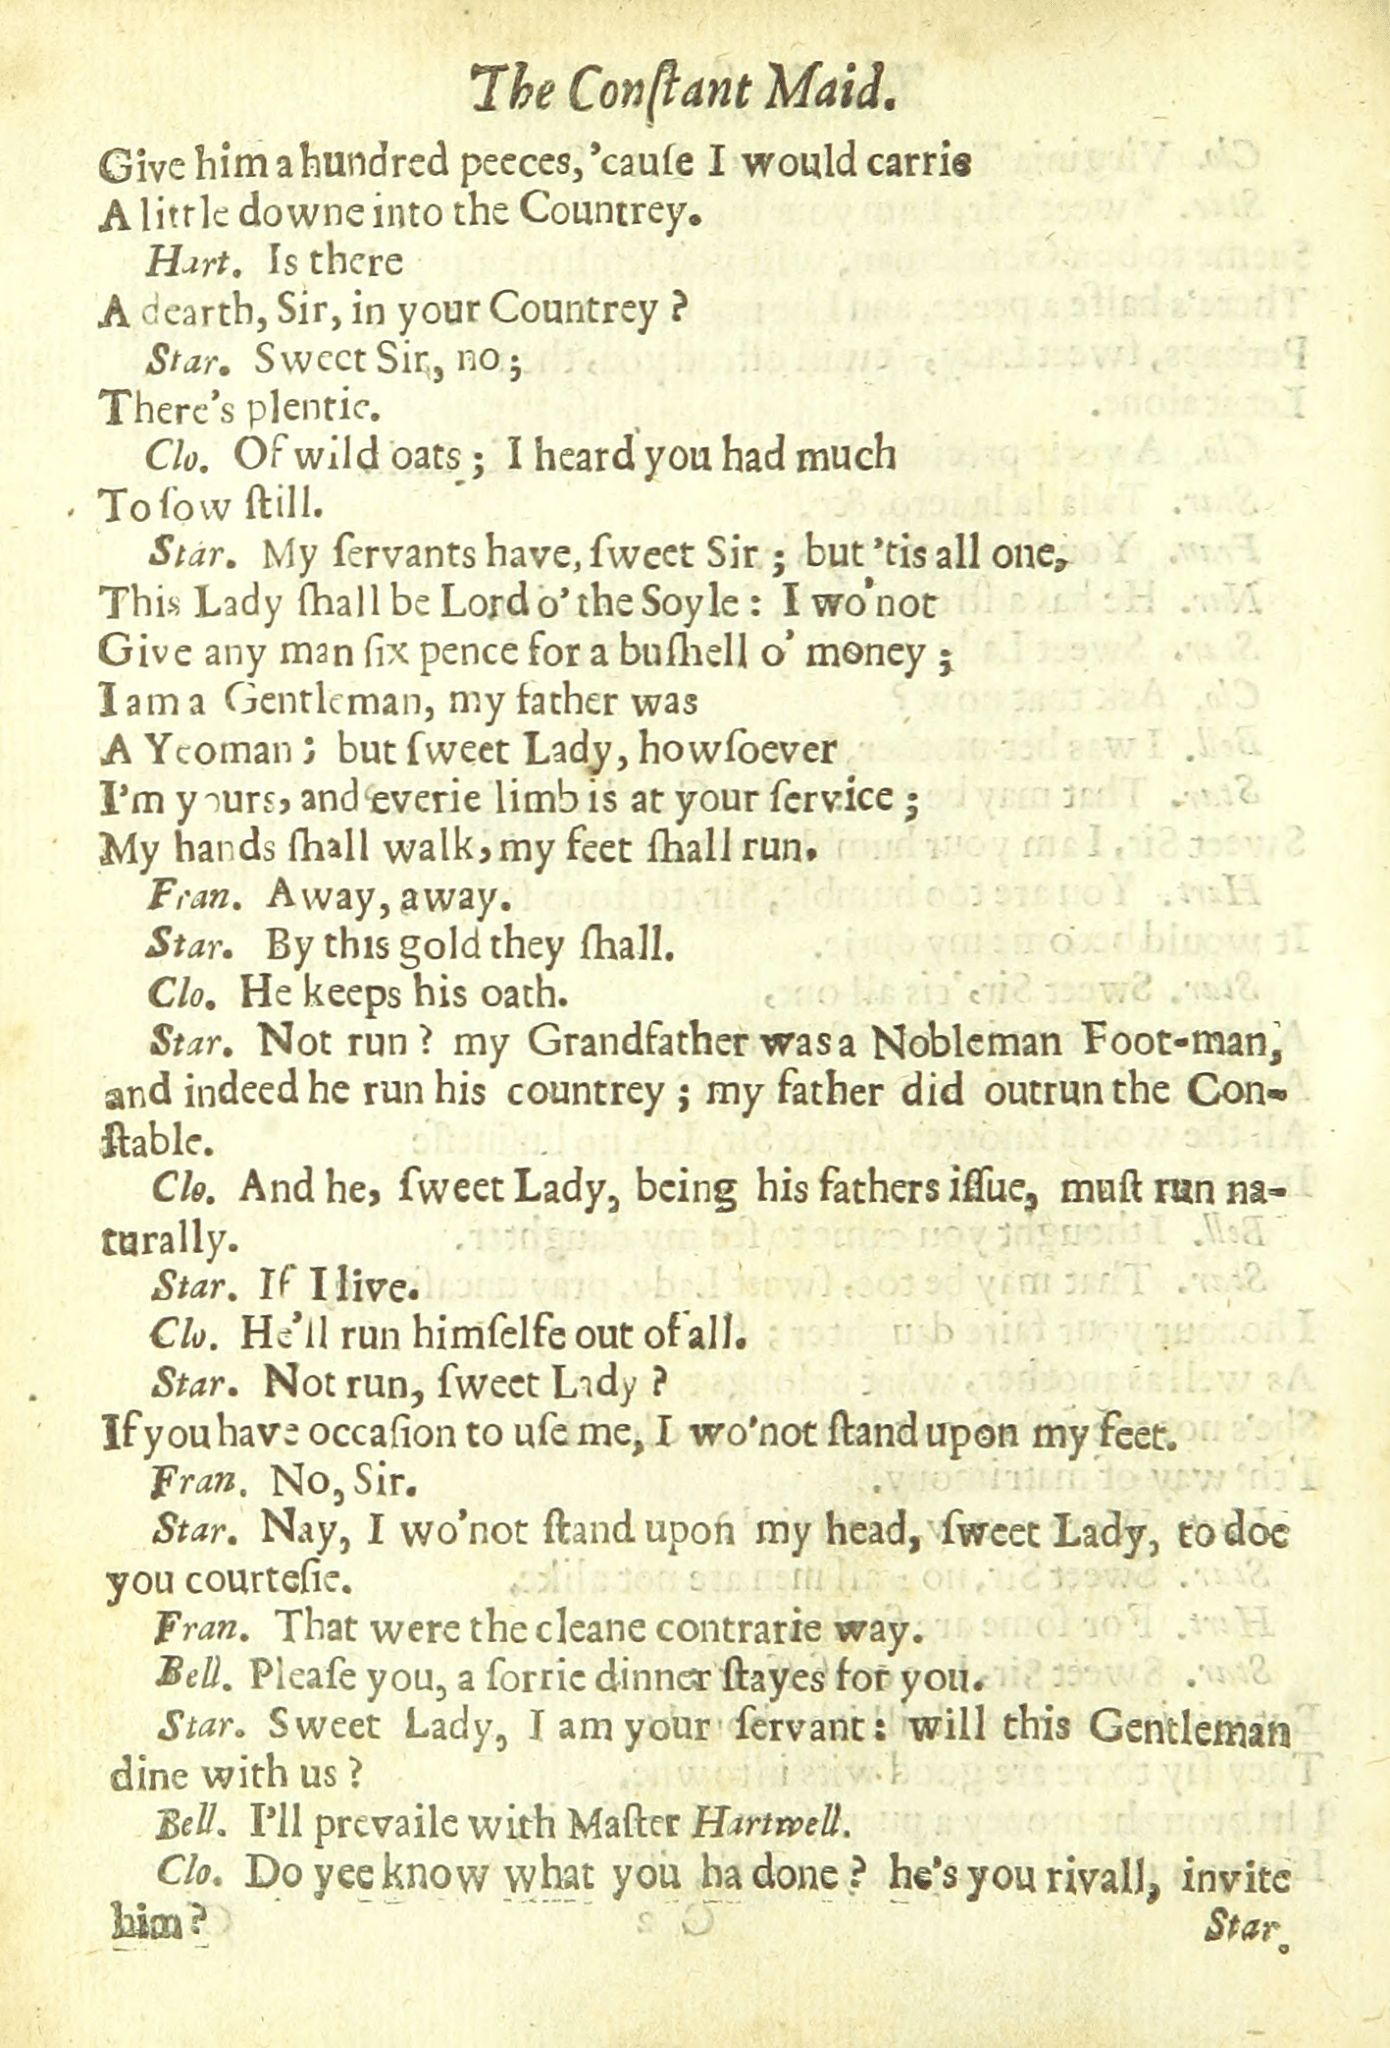 The Conſtant Maid.
Give him a hundred peeces, 'cauſe I would carrie
A little downe into the Countrey.
Hart. Is there
A dearth, Sir, in your Countrey?
Star. Sweet Sir, no;
There's plentie.
Clo. Of wild oats; I heard you had much
To ſow ſtill.
Star. My ſervants have, ſweet Sir; but 'tis all one,
This Lady ſhall be Lord o' the Soyle: I wo'not
Give any man ſix pence for a buſhell o' money;
I am a Gentleman, my father was
A Yeoman; but ſweet Lady, howſoever
I'm yours, and everie limb is at your ſervice;
My hands ſhall walk, my feet ſhall run.
Fran. Away, away.
Star. By this gold they ſhall.
Clo. He keeps his oath.
Star. Not run? my Grandfather was a Nobleman Foot-man,
and indeed he run his countrey; my father did outrun the Con-
ſtable.
Clo. And he, ſweet Lady, being his fathers iſſue, muſt run na-
turally.
Star. If I live.
Clo. He'll run himſelfe out of all.
Star. Not run, ſweet Lady?
If you have occaſion to uſe me, I wo'not ſtand upon my feet.
Fran. No, Sir.
Star. Nay, I wo'not ſtand upon my head, ſweet Lady, to doe
you courteſie.
Fran. That were the cleane contrarie way.
Bell. Pleaſe you, a ſorrie dinner ſtayes for you.
Star. Sweet Lady, I am your ſervant: will this Gentleman
dine with us?
Bell. I'll prevaile with Maſter Hartwell.
Clo. Do yee know what you ha done? he's you rivall, invite
him?
Star.